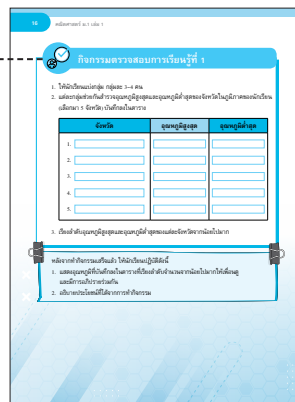 16 คณิตศาสตร์ ม.1 เล่ม 1
กิจกรรมตรวจสอบการเรียนรู้ที่ 1
1. ให้นักเรียนแบ่งกลุ่ม กลุ่มละ 3–4 คน
2. แต่ละกลุ่มช่วยกันสำรวจอุณหภูมิสูงสุดและอุณหภูมิต่ำสุดของจังหวัดในภูมิภาคของนักเรียน
(เลือกมา 5 จังหวัด) บันทึกลงในตาราง
จังหวัด อุณหภูมิสูงสุด อุณหภูมิต่ำสุด
1.
2.
3.
4.
5.
3. เรียงลำดับอุณหภูมิสูงสุดและอุณหภูมิต่ำสุดของแต่ละจังหวัดจากน้อยไปมาก
หลังจากทำกิจกรรมเสร็จแล้ว ให้นักเรียนปฏิบัติดังนี้
1. แสดงอุณหภูมิที่บันทึกลงในตารางที่เรียงลำดับจำนวนจากน้อยไปมากให้เพื่อนดู
และมีการอภิปรายร่วมกัน
2. อธิบายประโยชน์ที่ได้จากการทำกิจกรรม